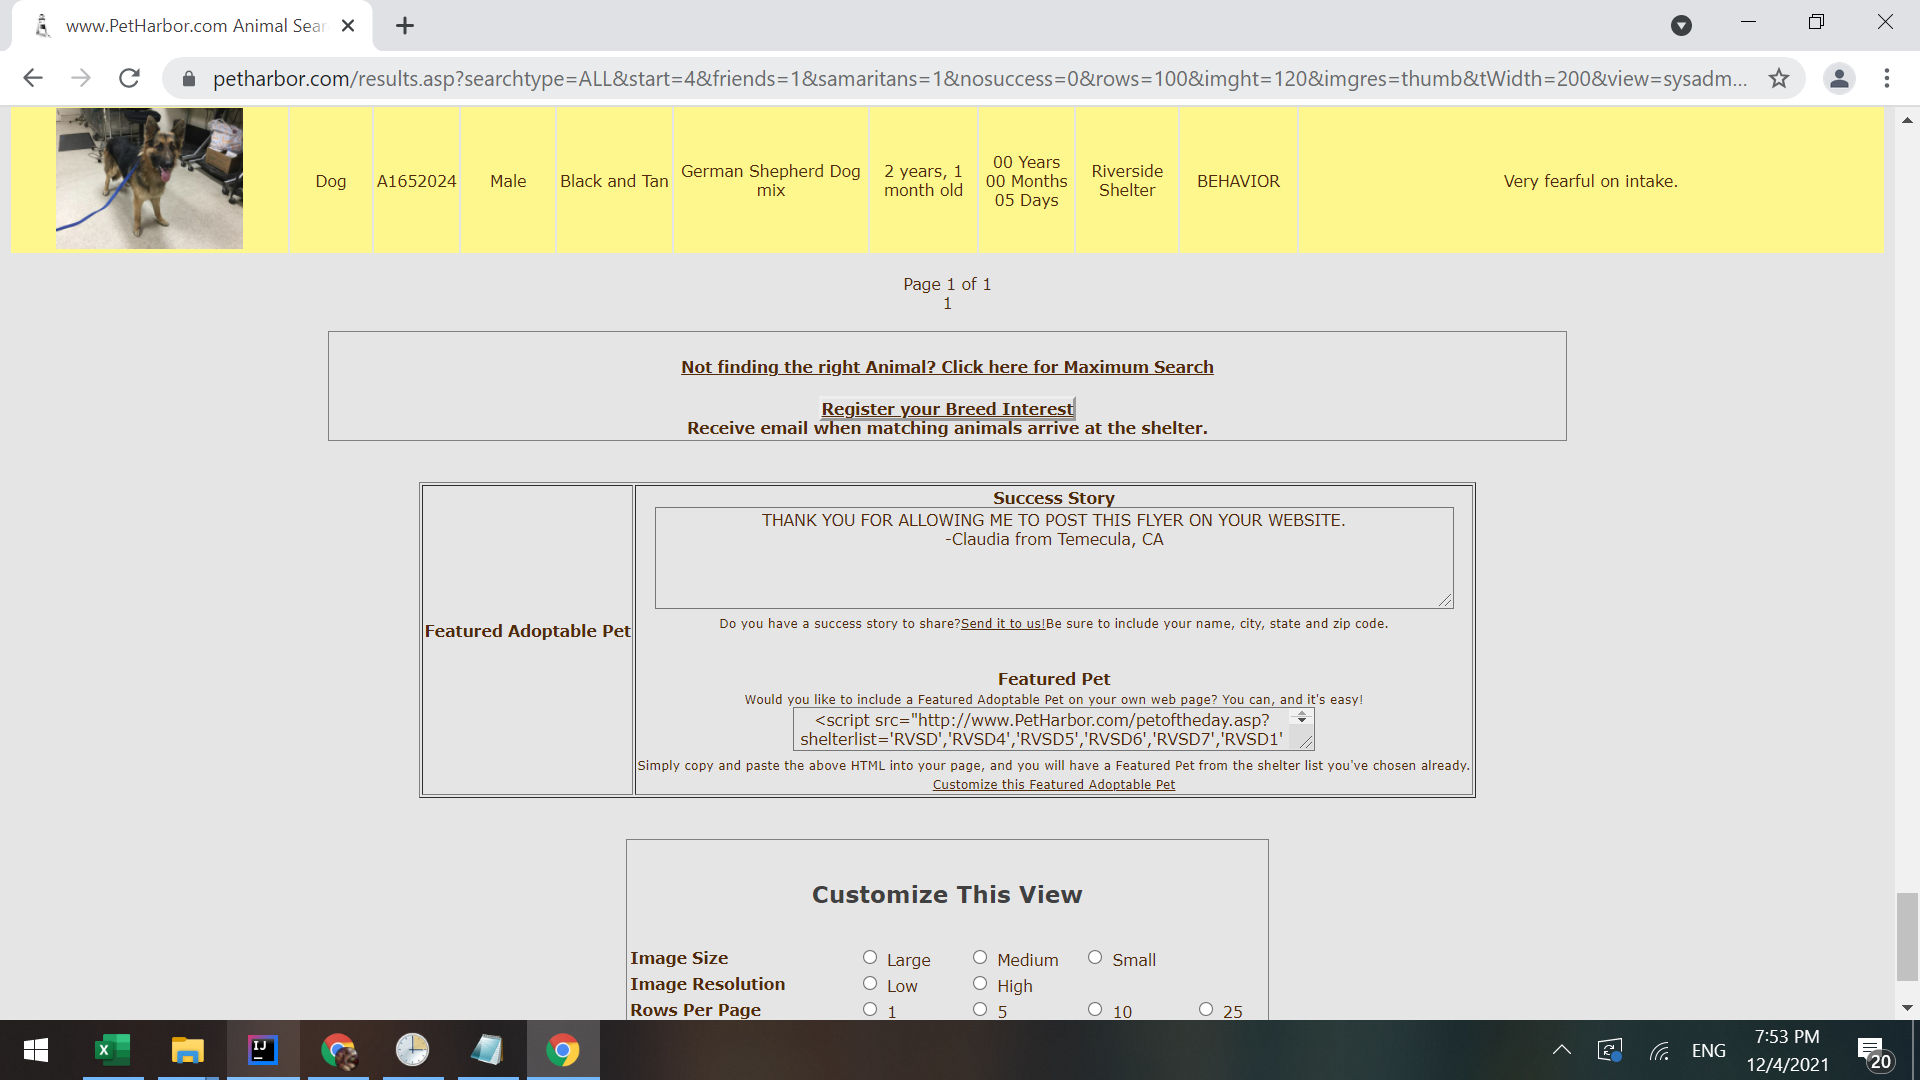 www.PetHarbor.com Animal Sear
petharbor.com/results.asp?searchtype=ALL&start=4&friends=1&samaritans=1&nosuccess=0&rows=100&imght=120&imgres=thumb&tWidth=200&view=sysadm...
Dog
A1652024
Male
Black and Tan
German Shepherd Dog
mix
2 years, 1
month old
00 Years
00 Months
05 Days
Riverside
Shelter
BEHAVIOR
Very fearful on intake.
Page 1 of 1
1
Not finding the right Animal? Click here for Maximum Search
Register your Breed Interest
Receive email when matching animals arrive at the shelter.
Featured Adoptable Pet
Success Story
THANK YOU FOR ALLOWING ME TO POST THIS FLYER ON YOUR WEBSITE.
-Claudia from Temecula, CA
Do you have a success story to share?Send it to us!Be sure to include your name, city, state and zip code.
Featured Pet
Would you like to include a Featured Adoptable Pet on your own web page? You can, and it's easy!
<script src="http://www.PetHarbor.com/petoftheday.asp?
shelterlist='RVSD','RVSD4','RVSD5','RVSD6','RVSD7','RVSD1'
Simply copy and paste the above HTML into your page, and you will have a Featured Pet from the shelter list you've chosen already.
Customize this Featured Adoptable Pet
Customize This View
Image Size Large Medium Small
Image Resolution Low High
Rows Per Page 1 5 10 25
ENG
7:53 PM
12/4/2021
20